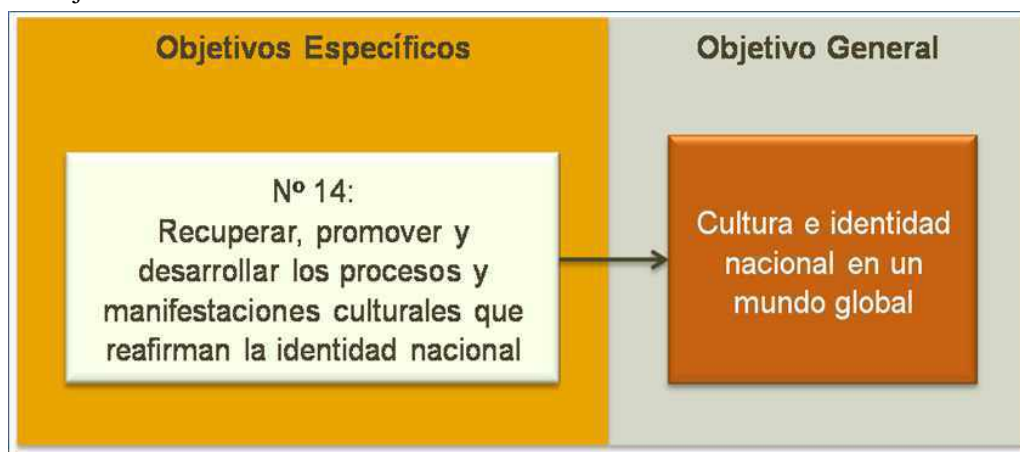 Objetivos Específicos
Objetivo General
Nº 14:
Recuperar, promover y
desarrollar los procesos y
manifestaciones culturales que
reafirman la identidad nacional
Cultura e identidad
nacional en un
mundo global